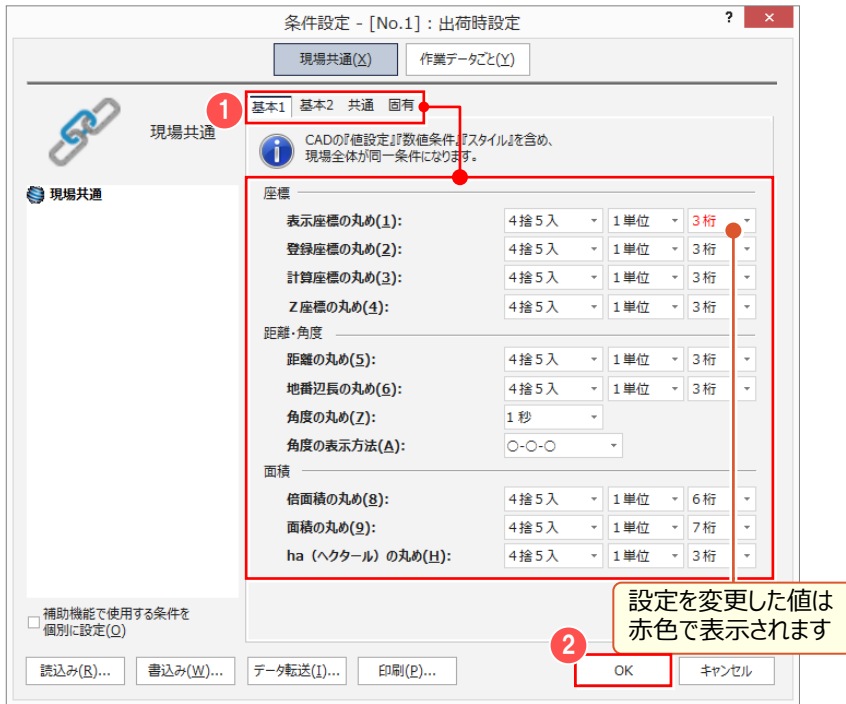 条件設定 - [No.1] : 出荷時設定
? ×
現場共通(X) 作業データごと(Y)
1
基本1 基本2 共通 固有
現場共通
CADの『値設定』『数値条件』『スタイル』を含め、
現場全体が同一条件になります。
現場共通
座標
表示座標の丸め(1): 4捨5入 1単位 3桁
登録座標の丸め(2): 4捨5入 1単位 3桁
計算座標の丸め(3): 4捨5入 1単位 3桁
Z座標の丸め(4): 4捨5入 1単位 3桁
距離・角度
距離の丸め(5): 4捨5入 1単位 3桁
地番辺長の丸め(6): 4捨5入 1単位 3桁
角度の丸め(7): 1秒
角度の表示方法(A): ○-○-○
面積
倍面積の丸め(8): 4捨5入 1単位 6桁
面積の丸め(9): 4捨5入 1単位 7桁
ha（ヘクタール）の丸め(H): 4捨5入 1単位 3桁
設定を変更した値は
赤色で表示されます
補助機能で使用する条件を
個別に設定(O)
2
読込み(R)... 書込み(W)... データ転送(I)... 印刷(P)... OK キャンセル